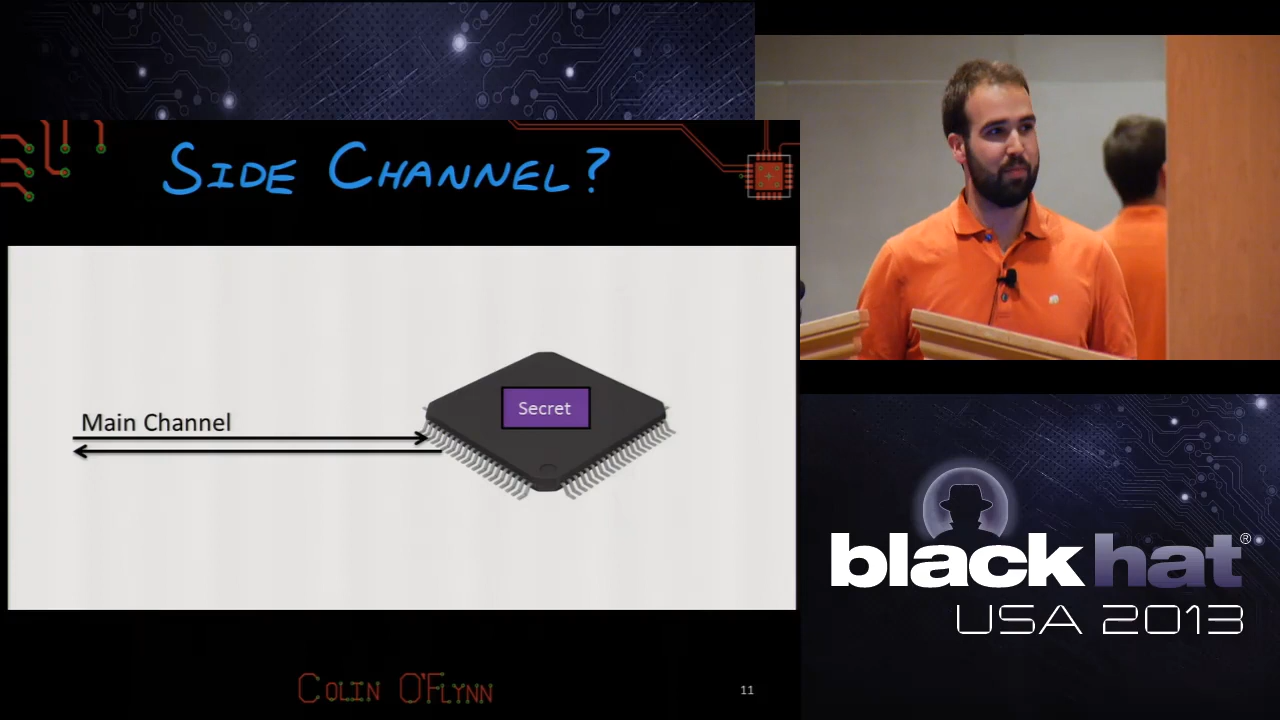 SIDE CHANNEL?
Main Channel
Secret
COLIN O'FLYNN
11
black hat®
USA 2013